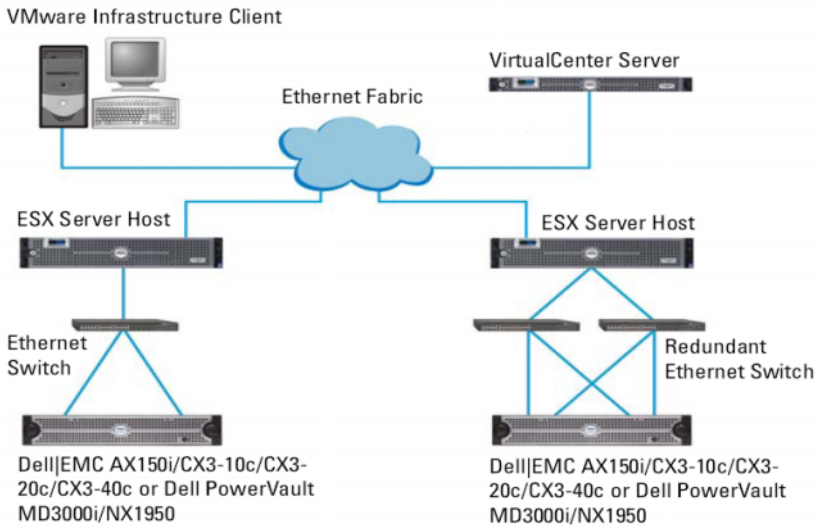 VMware Infrastructure Client
VirtualCenter Server
Ethernet Fabric
ESX Server Host
ESX Server Host
Ethernet
Switch
Redundant
Ethernet Switch
Dell|EMC AX150i/CX3-10c/CX3-
20c/CX3-40c or Dell PowerVault
MD3000i/NX1950
Dell|EMC AX150i/CX3-10c/CX3-
20c/CX3-40c or Dell PowerVault
MD3000i/NX1950